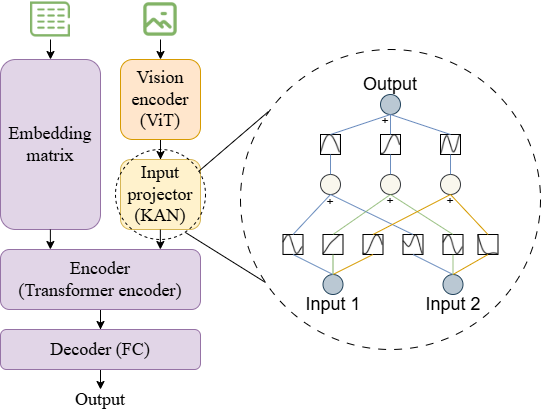 Embedding
matrix
Vision
encoder
(ViT)
Input
projector
(KAN)
Encoder
(Transformer encoder)
Decoder (FC)
Output
Output
+
+
+
+
Input 1
Input 2